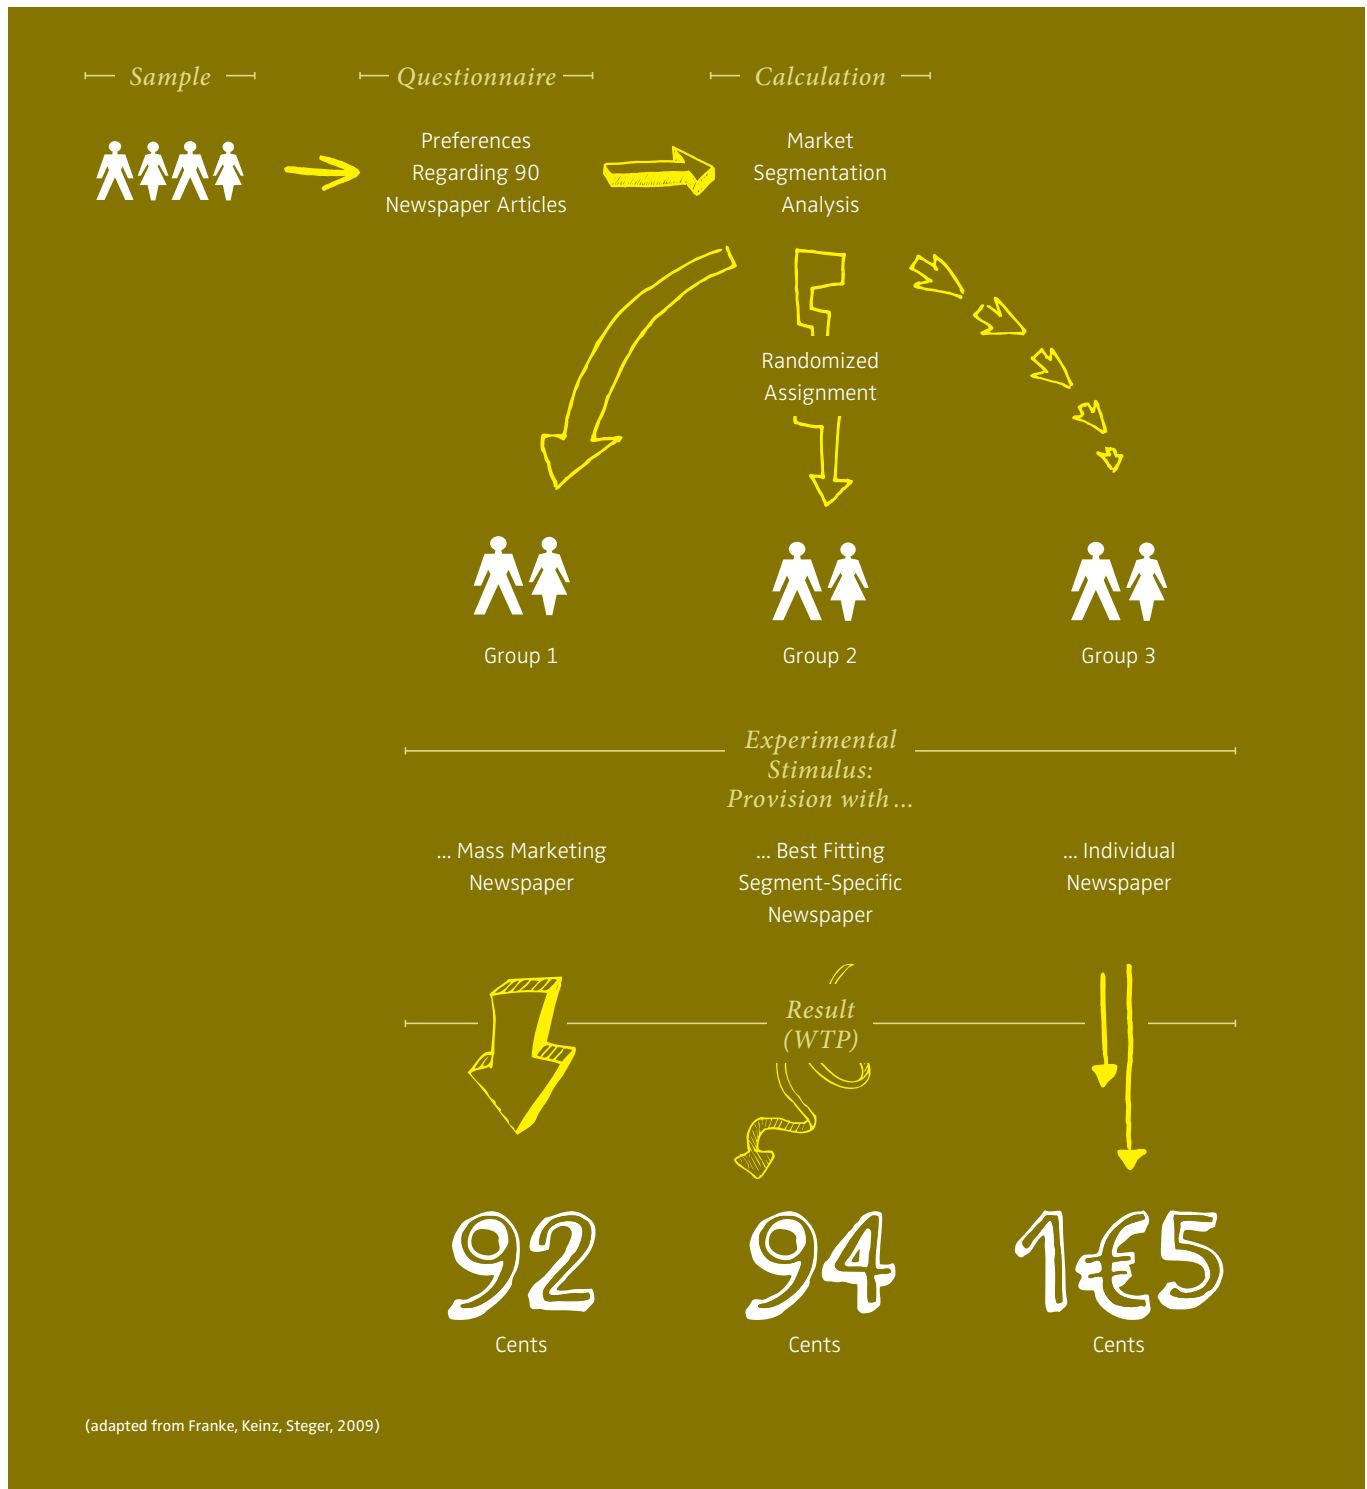 Sample
Questionnaire
Calculation
Preferences
Regarding 90
Newspaper Articles
Market
Segmentation
Analysis
Randomized
Assignment
Group 1
Group 2
Group 3
Experimental
Stimulus:
Provision with ...
... Mass Marketing
Newspaper
... Best Fitting
Segment-Specific
Newspaper
... Individual
Newspaper
Result
(WTP)
92
Cents
94
Cents
1€5
Cents
(adapted from Franke, Keinz, Steger, 2009)